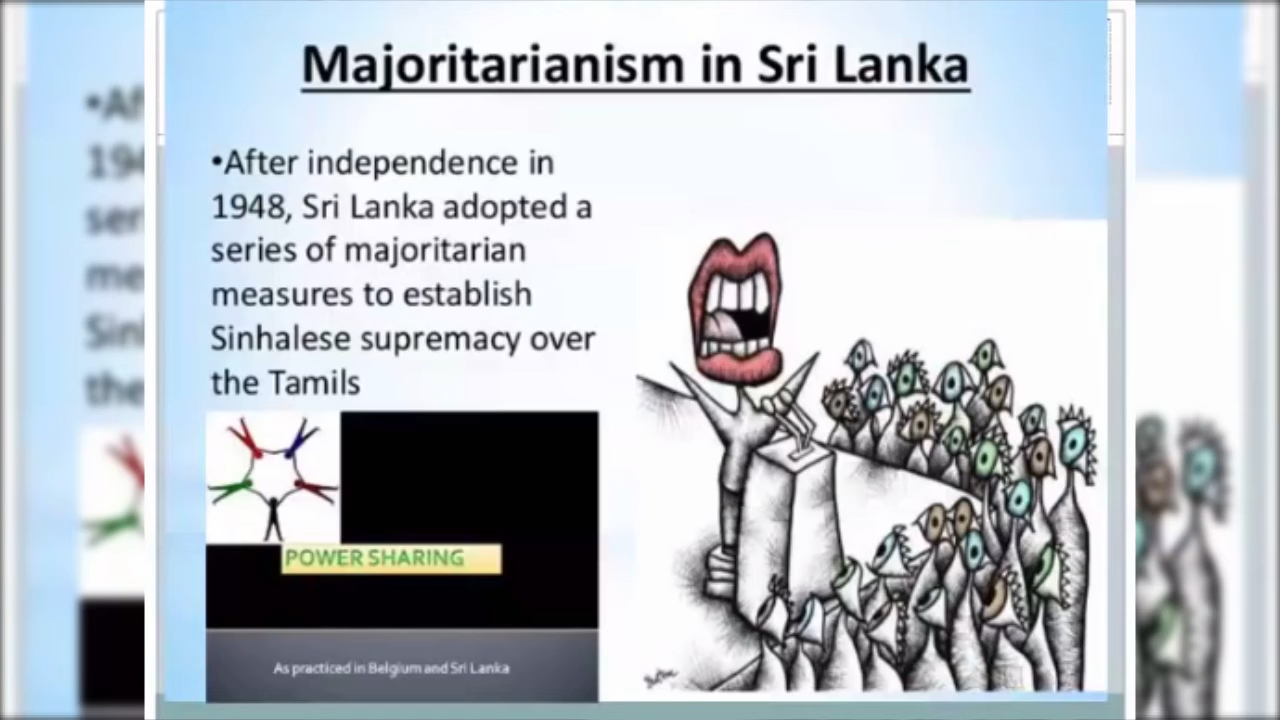 Majoritarianism in Sri Lanka
•After independence in
1948, Sri Lanka adopted a
series of majoritarian
measures to establish
Sinhalese supremacy over
the Tamils
POWER SHARING
As practiced in Belgium and Sri Lanka